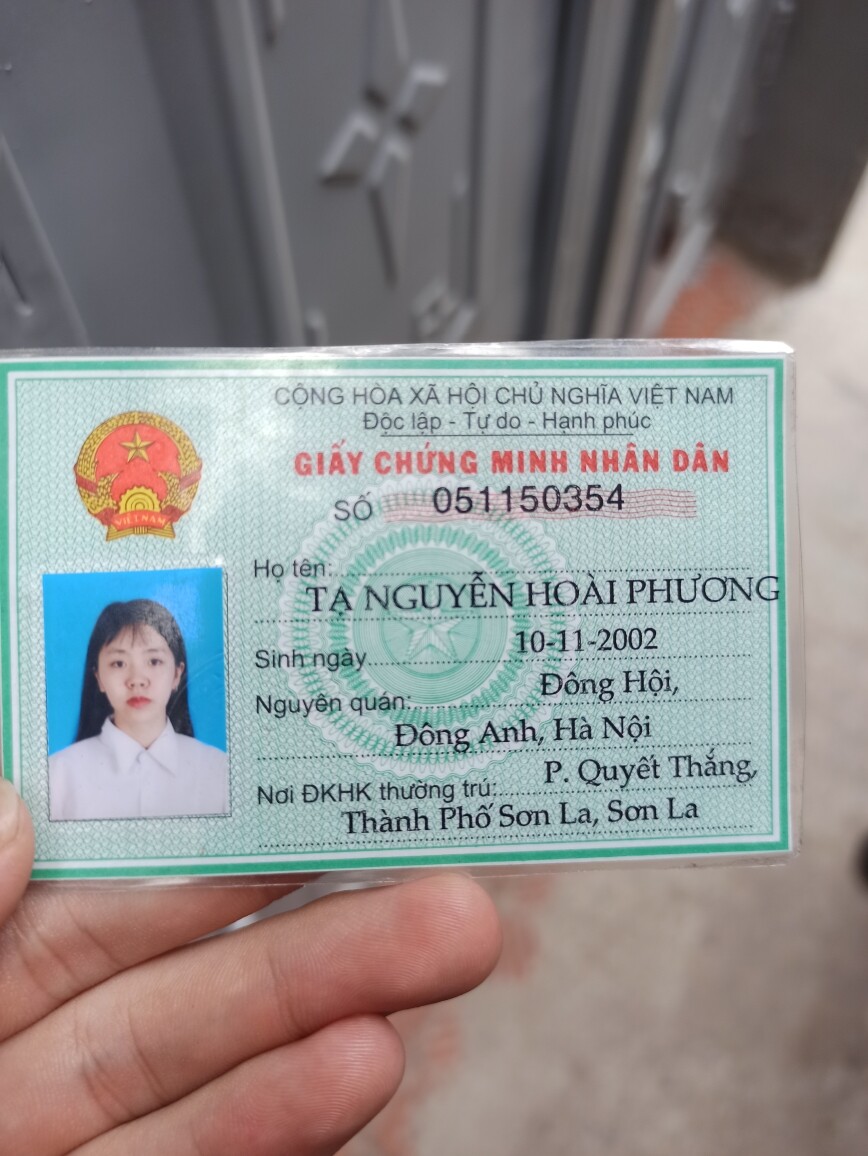 CỘNG HÒA XÃ HỘI CHỦ NGHĨA VIỆT NAM
Độc lập - Tự do - Hạnh phúc
GIẤY CHỨNG MINH NHÂN DÂN
SỐ 051150354
VIỆT NAM
Họ tên:
TẠ NGUYỄN HOÀI PHƯƠNG
Sinh ngày 10-11-2002
Nguyên quán: Đông Hội,
Đông Anh, Hà Nội
Nơi ĐKHK thường trú: P. Quyết Thắng,
Thành Phố Sơn La, Sơn La